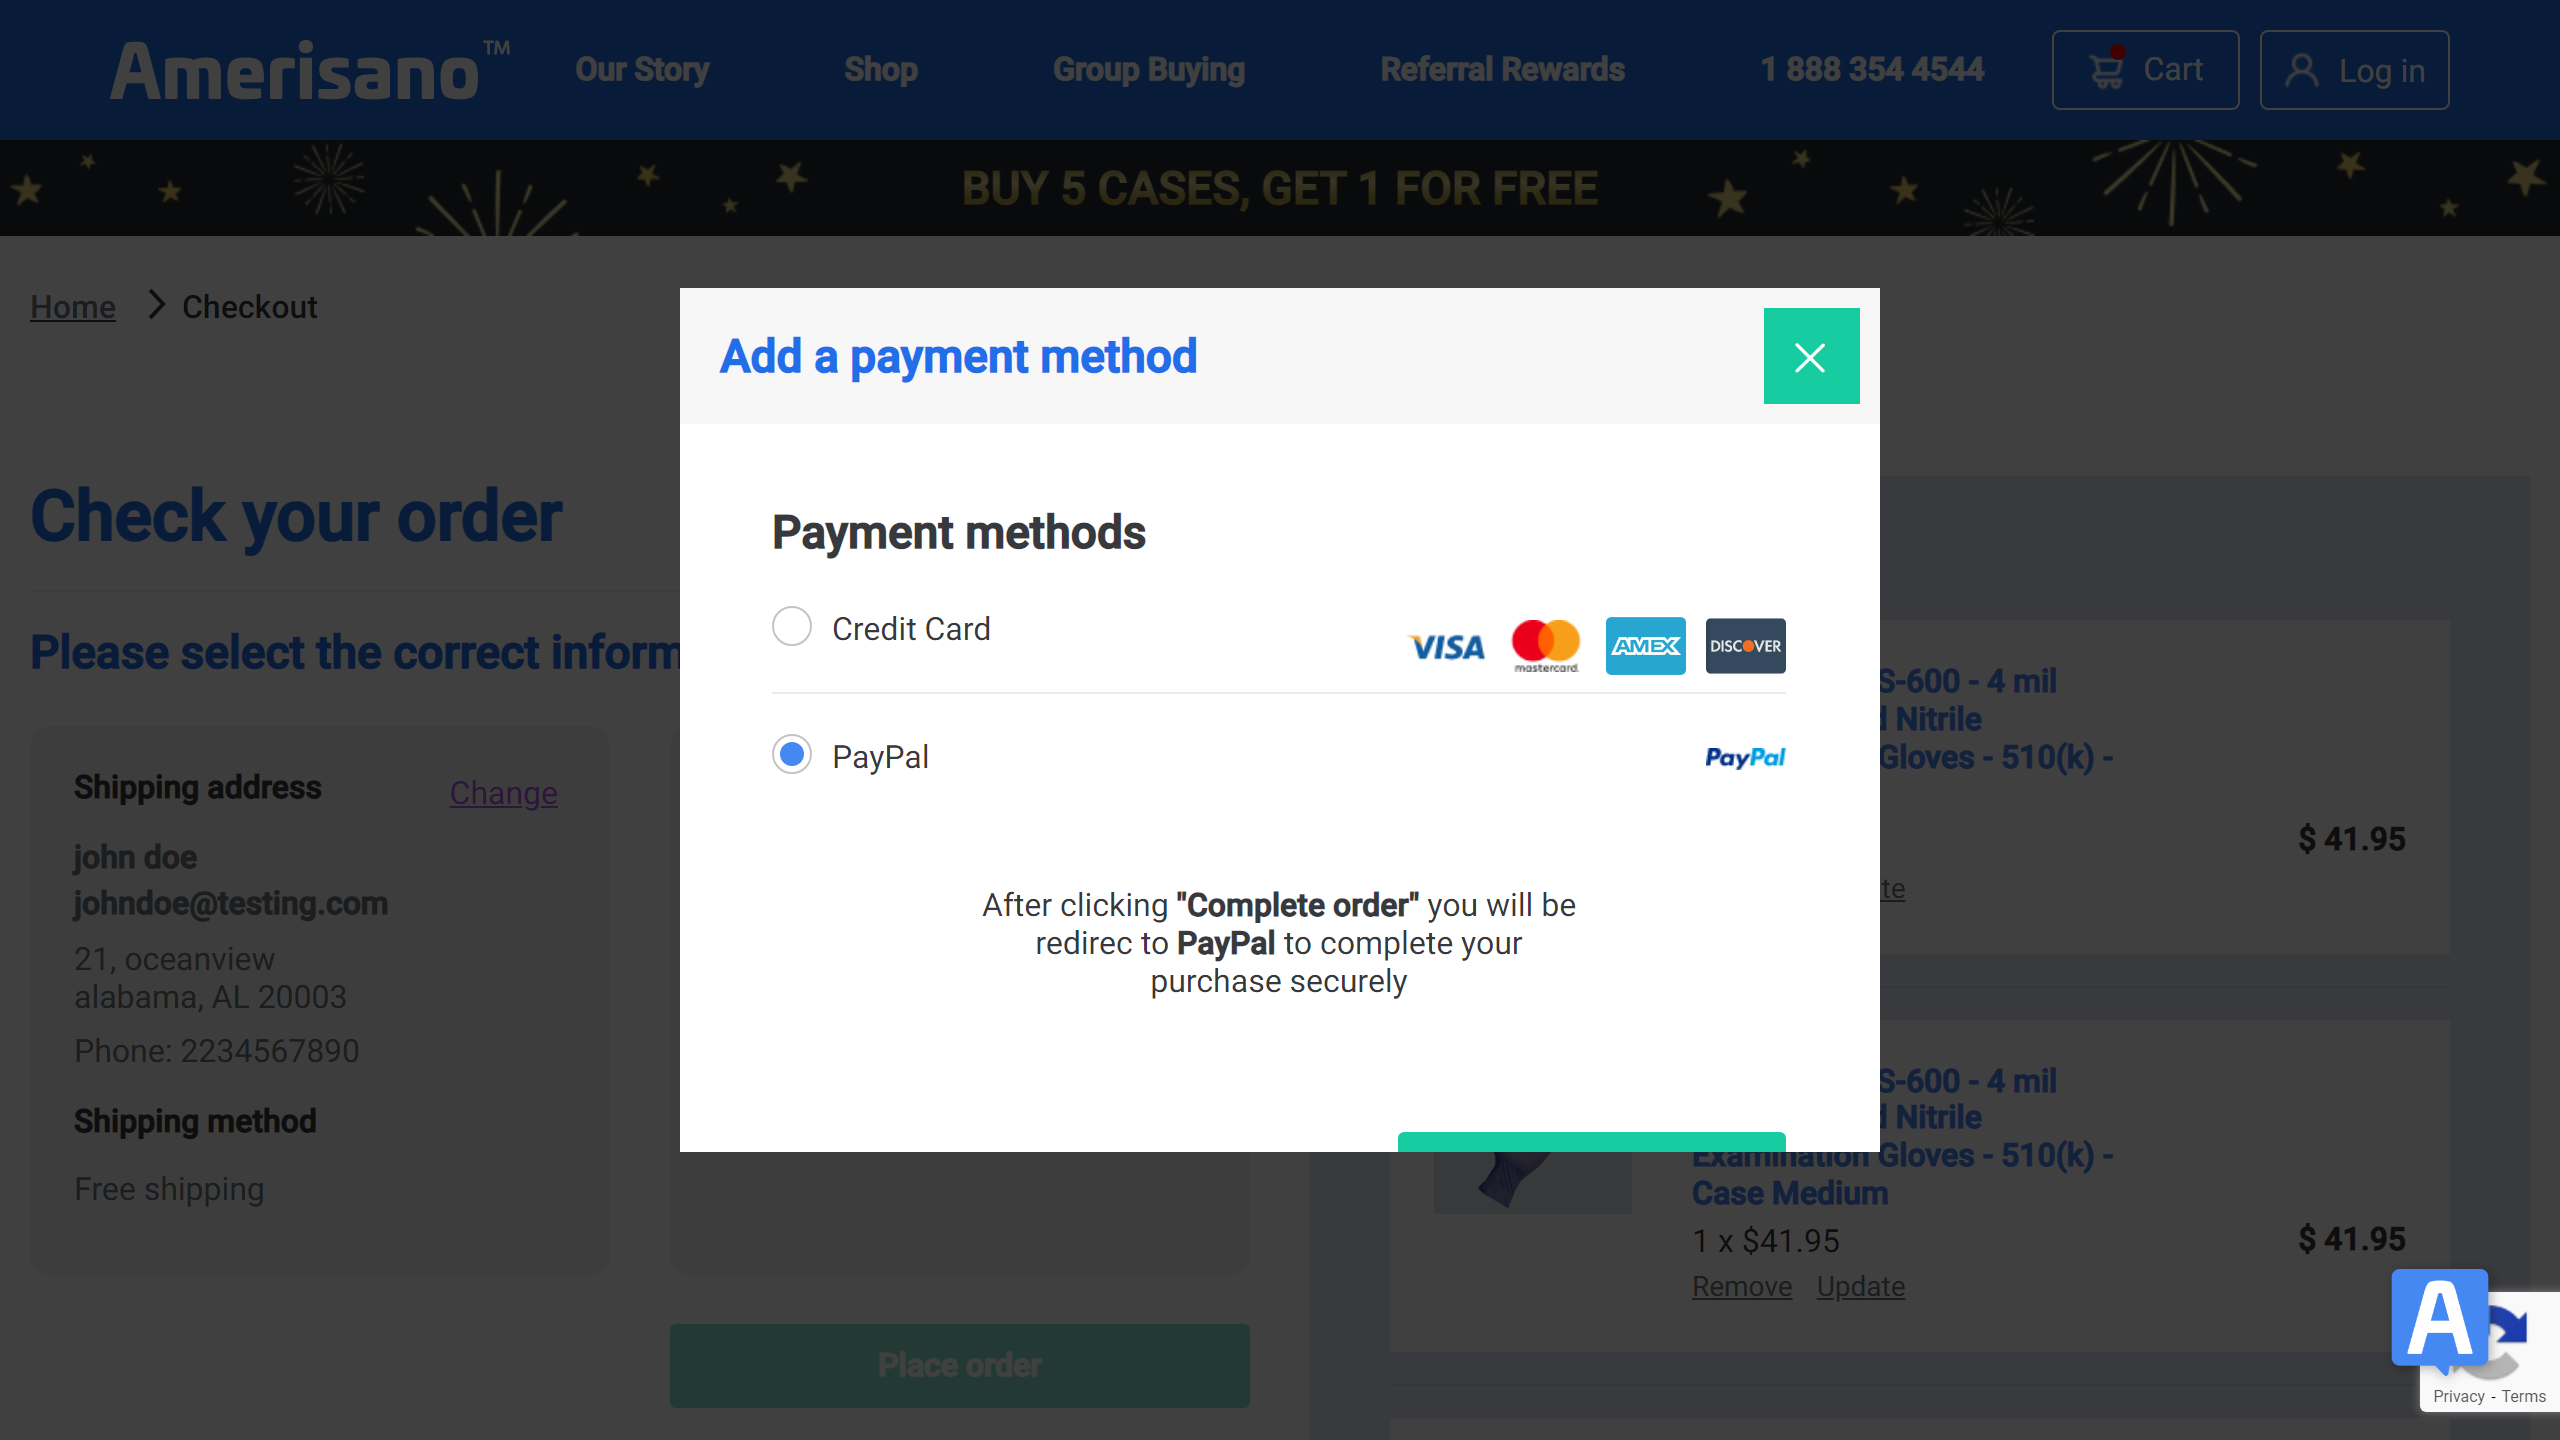 Amerisano™
Our Story
Shop
Group Buying
Referral Rewards
1 888 354 4544
Cart
Log in
BUY 5 CASES, GET 1 FOR FREE
Home
Checkout
Add a payment method
Check your order
Payment methods
Please select the correct inform
Credit Card
VISA
mastercard.
AMEX
DISCOVER
PayPal
PayPal
After clicking "Complete order" you will be
redirec to PayPal to complete your
purchase securely
Shipping address
Change
john doe
johndoe@testing.com
21, oceanview
alabama, AL 20003
Phone: 2234567890
Shipping method
Free shipping
Place order
S-600 - 4 mil
Nitrile
Gloves - 510(k) -
$ 41.95
te
S-600 - 4 mil
Nitrile
Examination Gloves - 510(k) -
Case Medium
1 x $41.95
$ 41.95
Remove
Update
A
Privacy - Terms